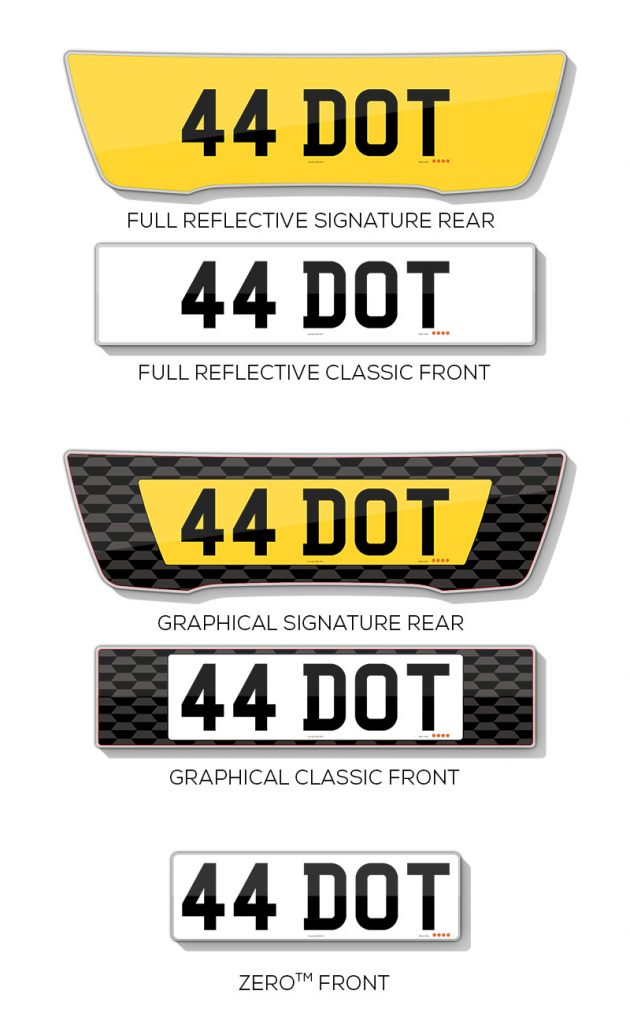 44 DOT
FULL REFLECTIVE SIGNATURE REAR
44 DOT
FULL REFLECTIVE CLASSIC FRONT
44 DOT
GRAPHICAL SIGNATURE REAR
44 DOT
GRAPHICAL CLASSIC FRONT
44 DOT
ZERO™ FRONT